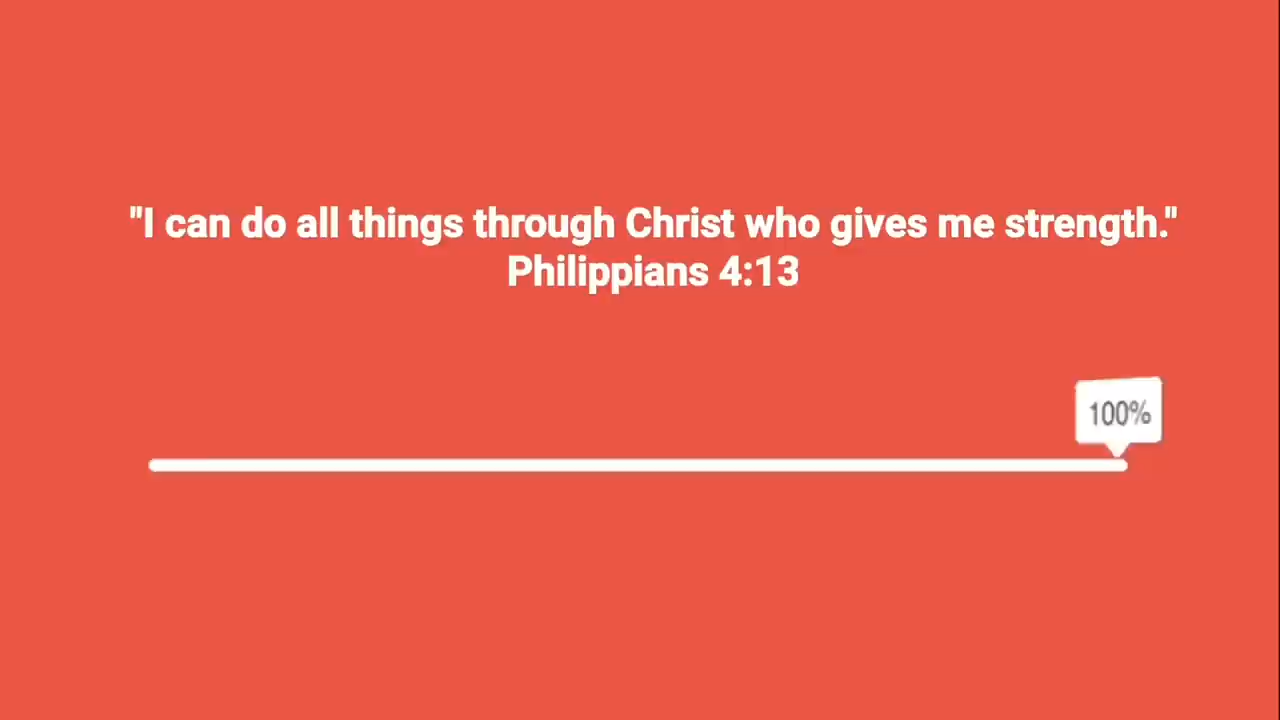 "I can do all things through Christ who gives me strength."
Philippians 4:13
100%